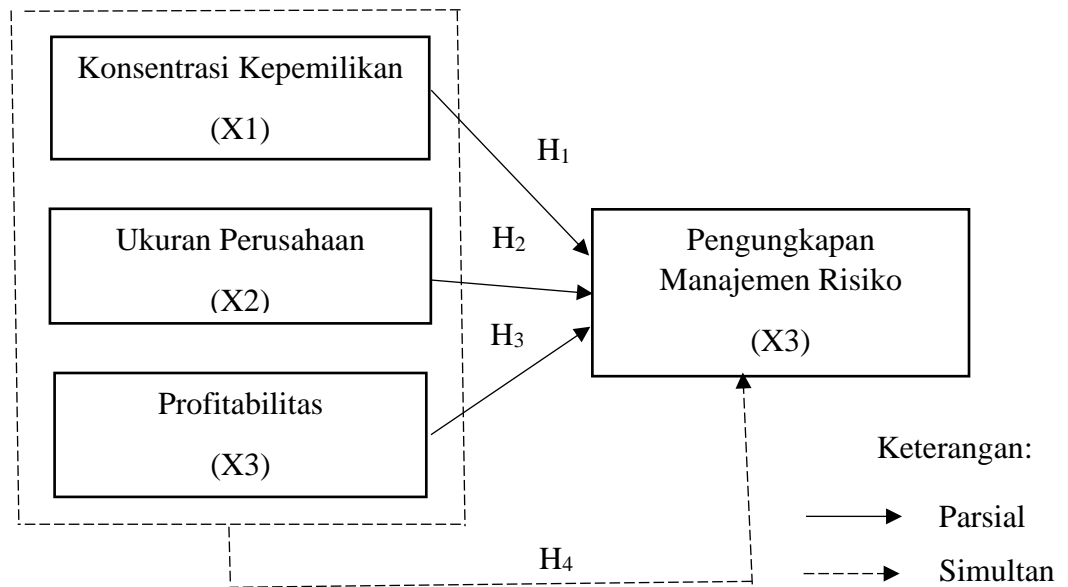 Konsentrasi Kepemilikan
(X1)
H₁
Ukuran Perusahaan
(X2)
H₂
Pengungkapan
Manajemen Risiko
(X3)
H₃
Profitabilitas
(X3)
Keterangan:
Parsial
H₄
Simultan